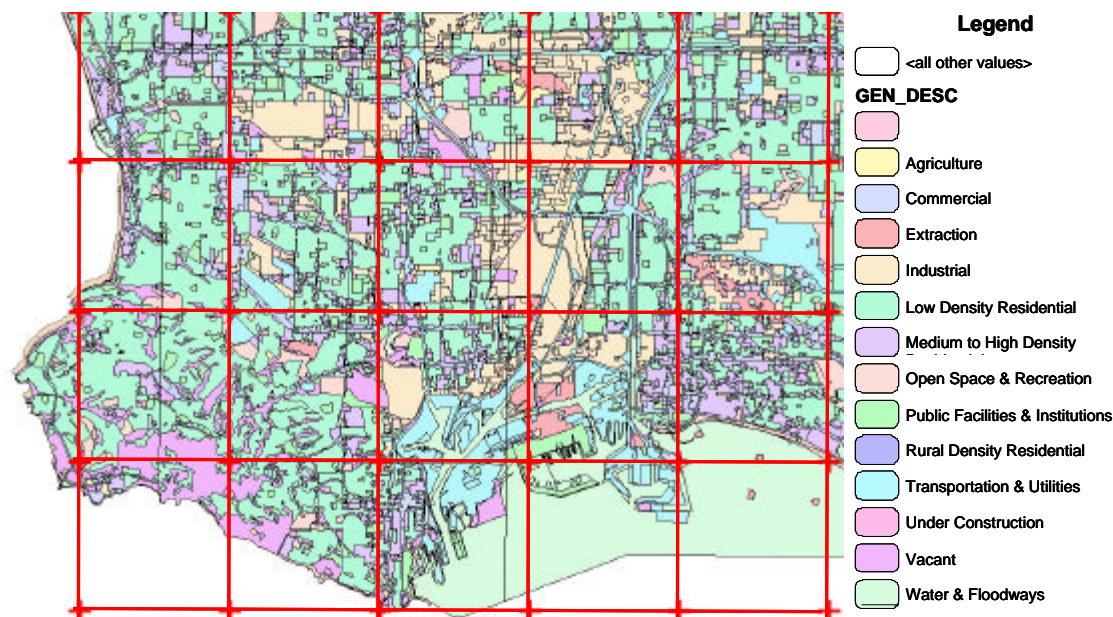 Legend
<all other values>
GEN_DESC
Agriculture
Commercial
Extraction
Industrial
Low Density Residential
Medium to High Density
Open Space & Recreation
Public Facilities & Institutions
Rural Density Residential
Transportation & Utilities
Under Construction
Vacant
Water & Floodways